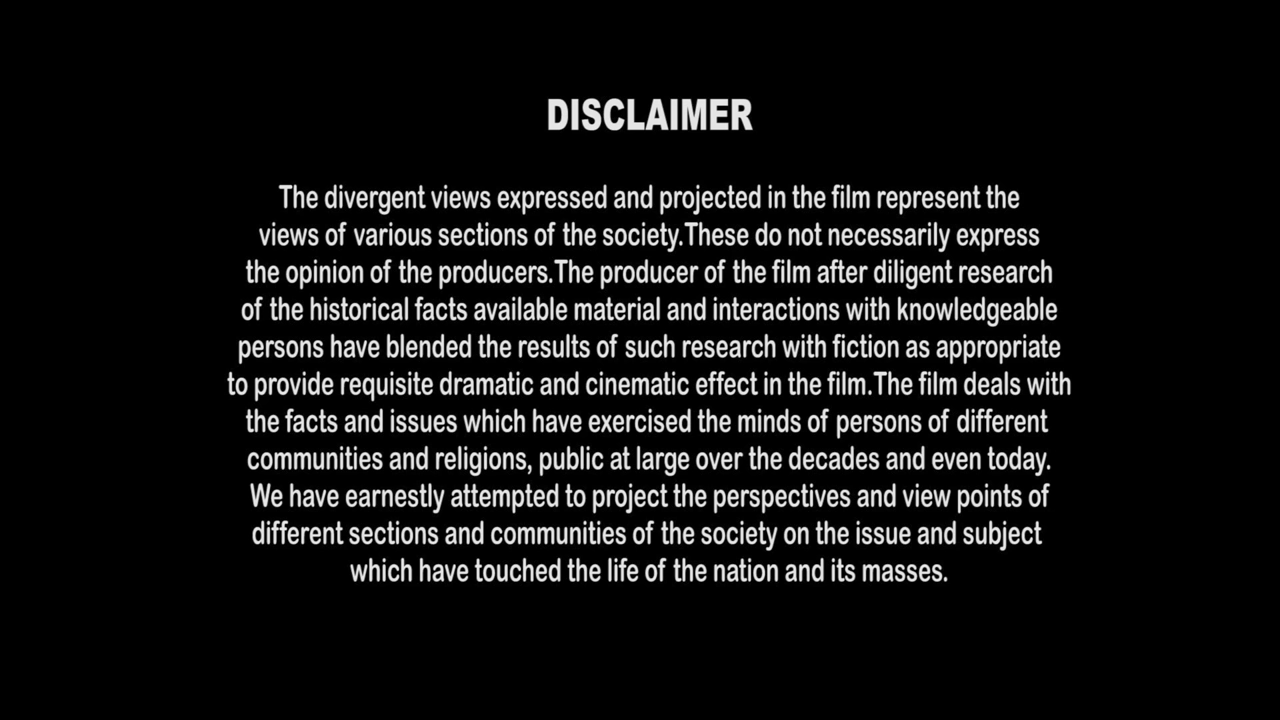 DISCLAIMER
The divergent views expressed and projected in the film represent the
views of various sections of the society.These do not necessarily express
the opinion of the producers.The producer of the film after diligent research
of the historical facts available material and interactions with knowledgeable
persons have blended the results of such research with fiction as appropriate
to provide requisite dramatic and cinematic effect in the film.The film deals with
the facts and issues which have exercised the minds of persons of different
communities and religions, public at large over the decades and even today.
We have earnestly attempted to project the perspectives and view points of
different sections and communities of the society on the issue and subject
which have touched the life of the nation and its masses.